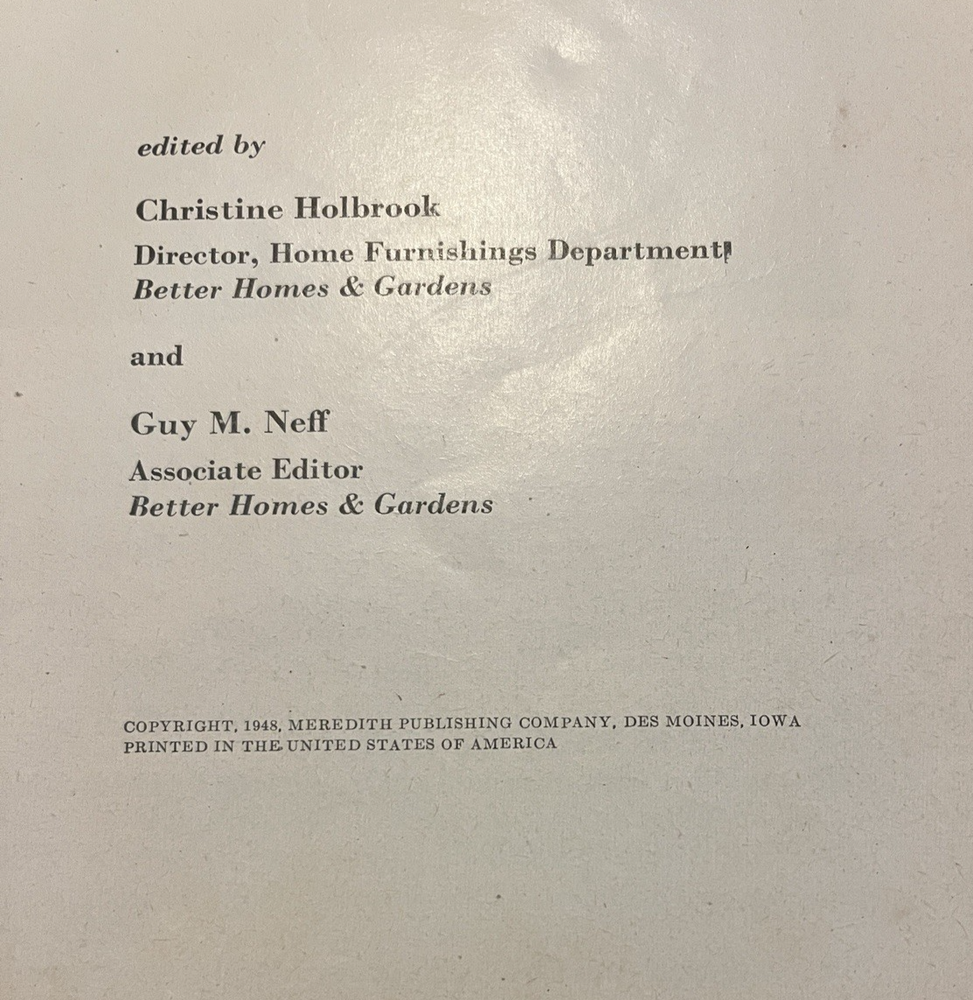 edited by
Christine Holbrook
Director, Home Furnishings Department
Better Homes & Gardens
and
Guy M. Neff
Associate Editor
Better Homes & Gardens
COPYRIGHT, 1948, MEREDITH PUBLISHING COMPANY, DES MOINES, IOWA
PRINTED IN THE UNITED STATES OF AMERICA